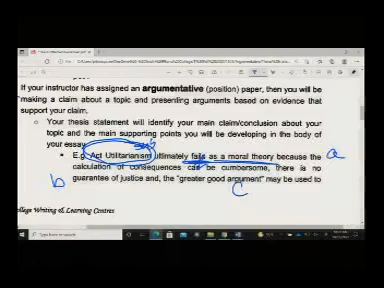 If your instructor has assigned an argumentative (position) paper, then you will be
making a claim about a topic and presenting arguments based on evidence that
support your claim.
o Your thesis statement will identify your main claim/conclusion about your
topic and the main supporting points you will be developing in the body of
your essay
▪ E.g. Act Utilitarianism ultimately fails as a moral theory because the
calculation of consequences can be cumbersome, there is no
guarantee of justice and, the "greater good argument" may be used to
a
b
C
College Writing & Learning Centres